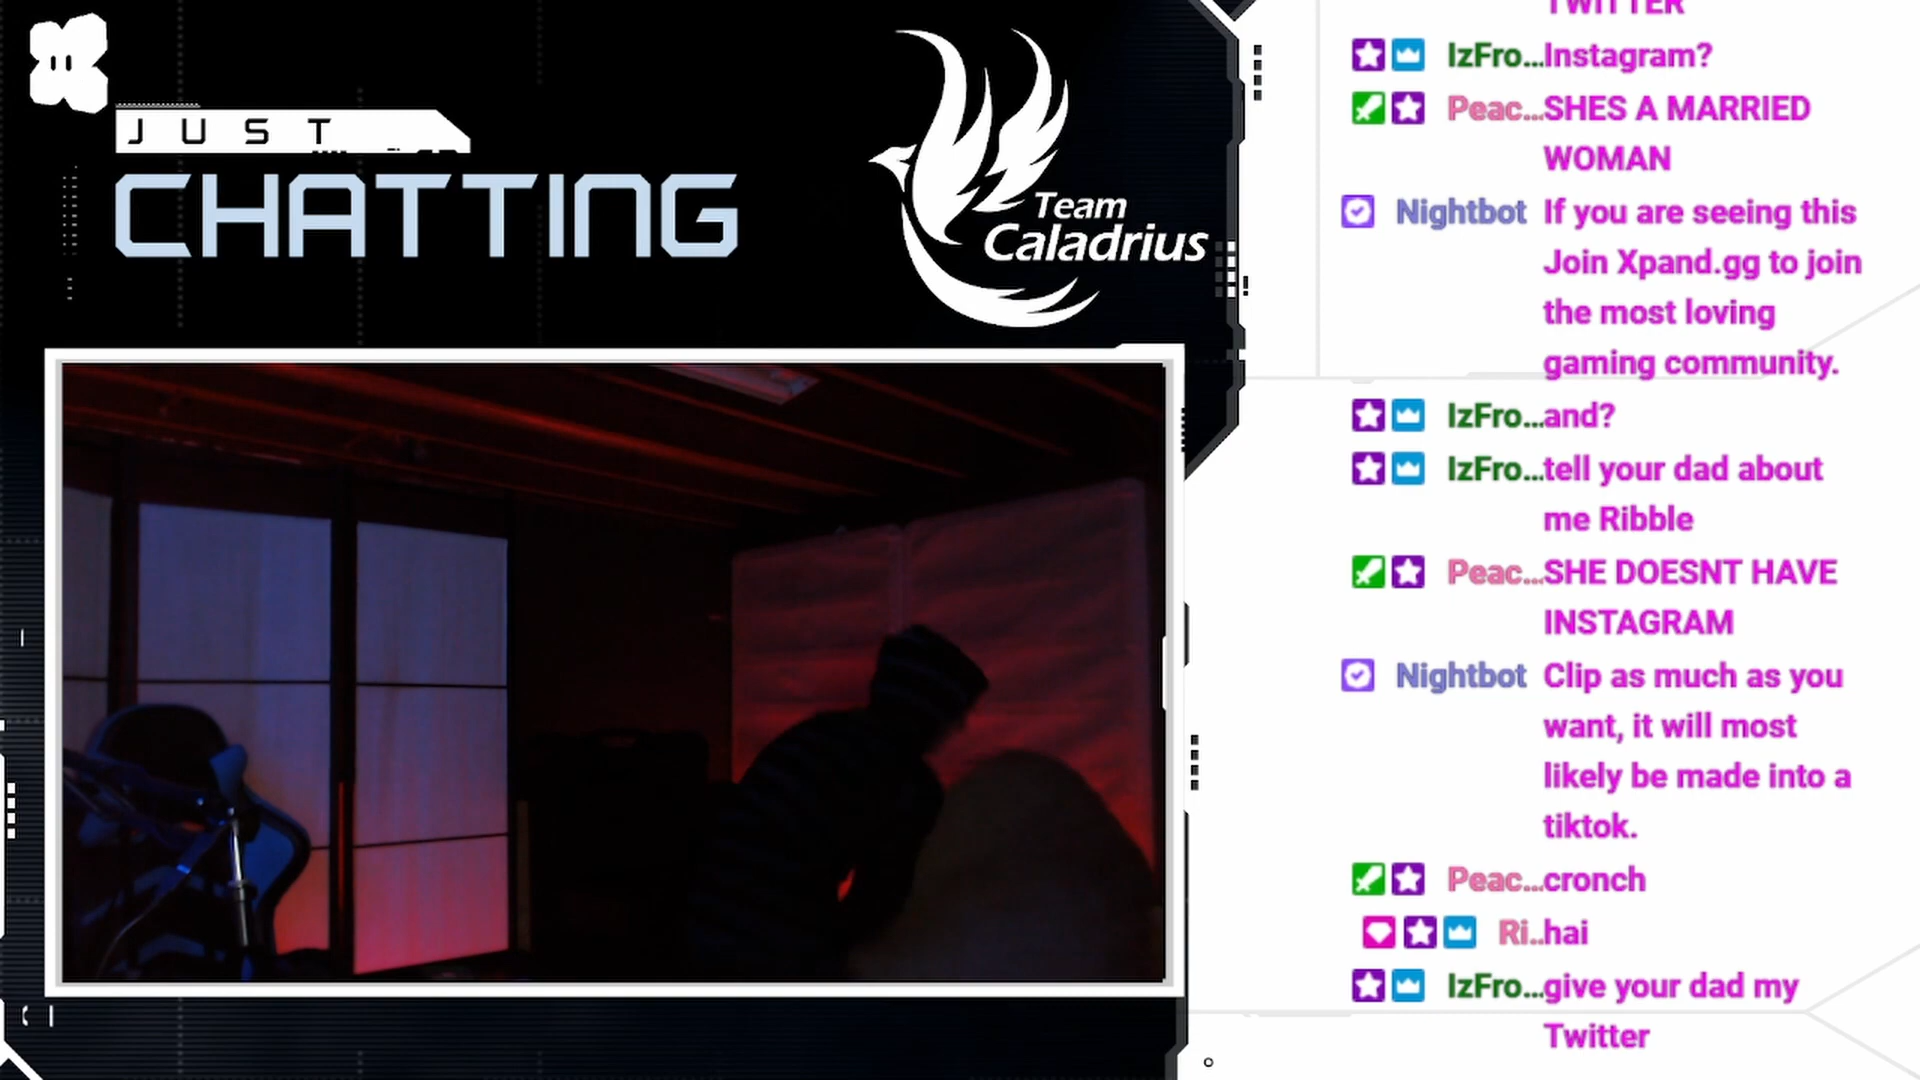 JUST
CHATTING
Team
Caladrius
TWITTER
IzFro...Instagram?
Peac...SHES A MARRIED
WOMAN
Nightbot If you are seeing this
Join Xpand.gg to join
the most loving
gaming community.
IzFro...and?
IzFro...tell your dad about
me Ribble
Peac...SHE DOESNT HAVE
INSTAGRAM
Nightbot Clip as much as you
want, it will most
likely be made into a
tiktok.
Peac...cronch
Ri..hai
IzFro...give your dad my
Twitter